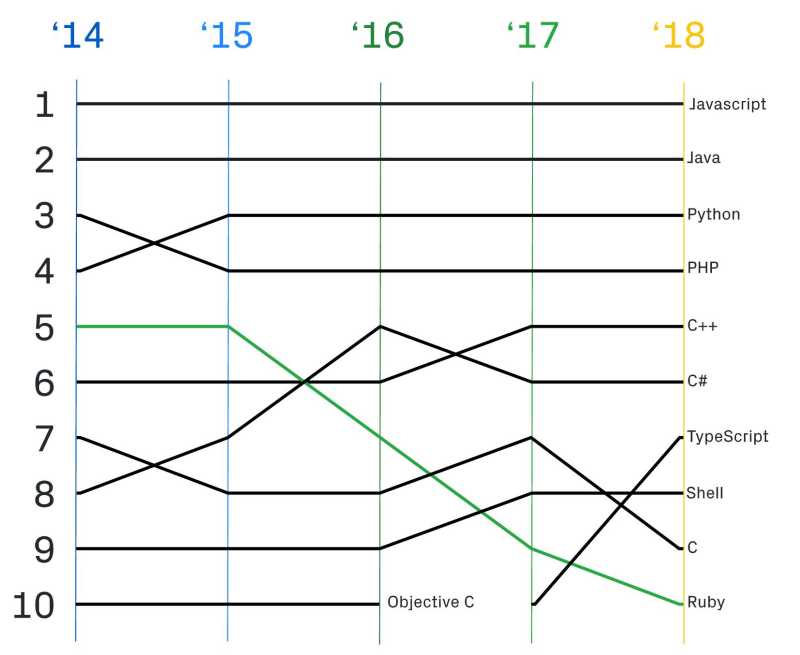 ‘14 ‘15 ‘16 ‘17 ‘18
1 Javascript
2 Java
3 Python
4 PHP
5 C++
6 C#
7 TypeScript
8 Shell
9 C
10 Objective C Ruby